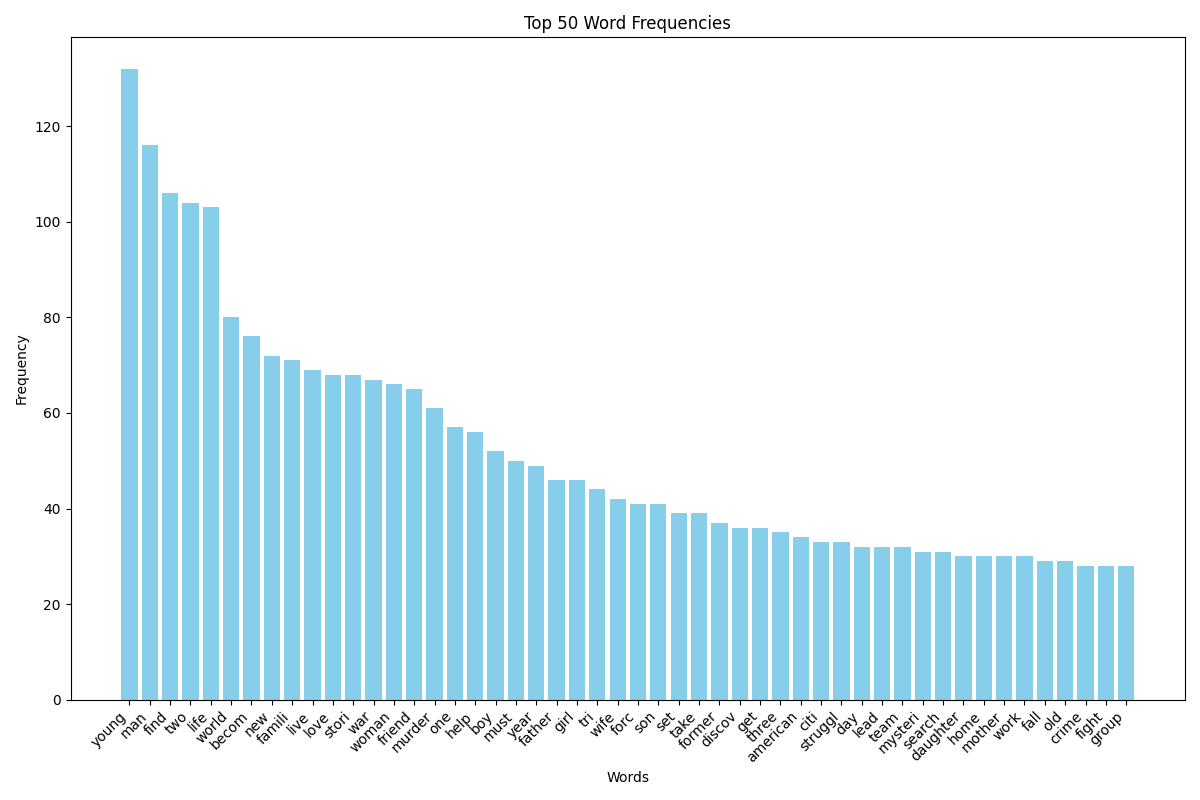 Top 50 Word Frequencies
120
100
80
60
40
20
0
Frequency
young
man
find
two
life
world
becom
new
famili
live
love
stori
war
woman
friend
murder
one
help
boy
must
year
father
girl
tri
wife
forc
son
set
take
former
discov
get
three
american
citi
struggl
day
lead
team
mysteri
search
daughter
home
mother
work
fall
old
crime
fight
group
Words